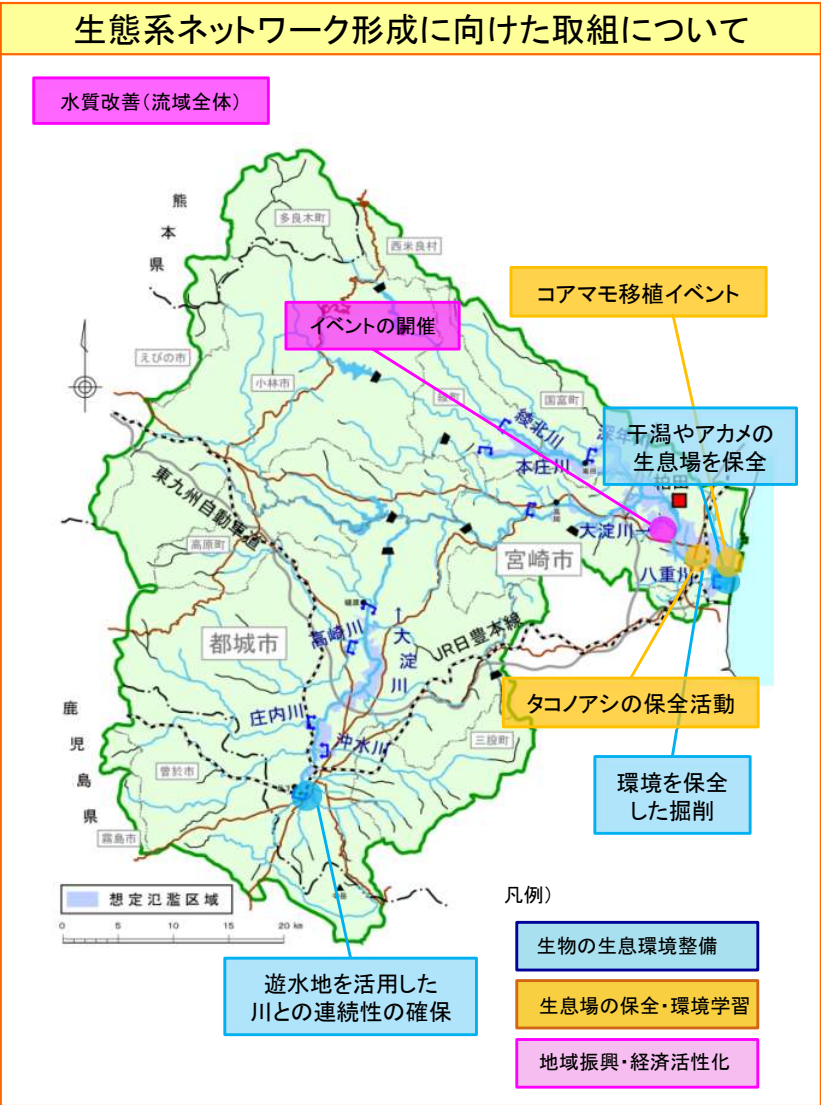 生態系ネットワーク形成に向けた取組について
水質改善(流域全体)
熊本県
多良木町
西米良村
コアマモ移植イベント
イベントの開催
えびの市
小林市
綾町
国富町
綾北川
干潟やアカメの
生息場を保全
本庄川
柏田
東九州自動車道
高岡
大淀川
高原町
宮崎市
八重川
樋渡
都城市
高崎川
↑大淀川
JR日豊本線
タコノアシの保全活動
庄内川
沖水川
三股町
鹿児島県
曽於市
環境を保全
した掘削
霧島市
想定氾濫区域
0 5 10 15 20 km
凡例)
生物の生息環境整備
遊水地を活用した
川との連続性の確保
生息場の保全・環境学習
地域振興・経済活性化